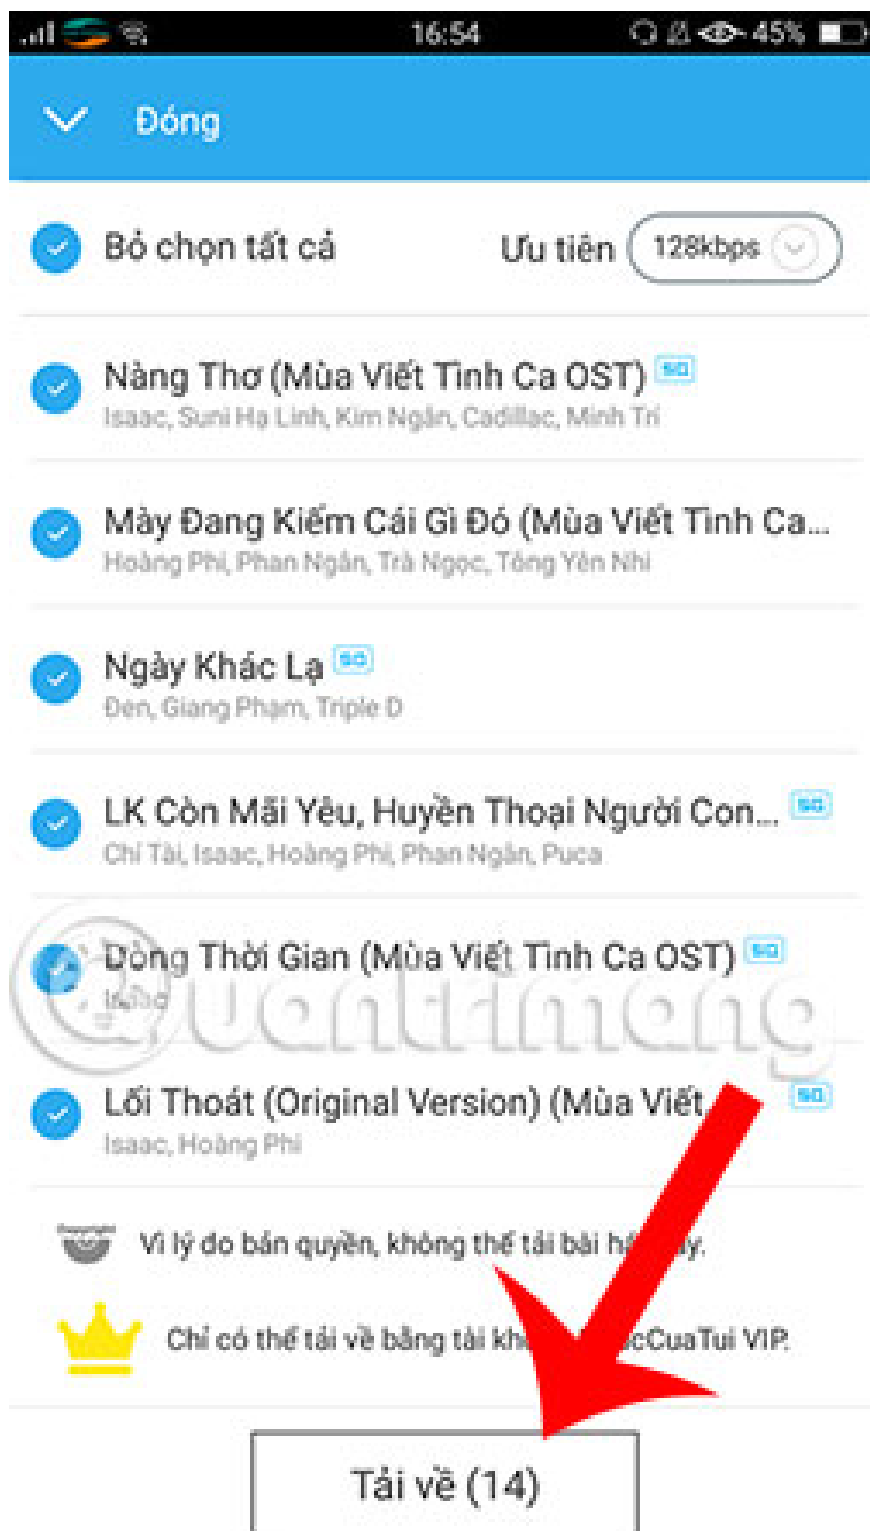 16:54 45%
Đóng
Bỏ chọn tất cả Ưu tiên 128kbps
Nàng Thơ (Mùa Viết Tình Ca OST) SQ
Isaac, Suni Hạ Linh, Kim Ngân, Cadillac, Minh Trí
Mày Đang Kiếm Cái Gì Đó (Mùa Viết Tình Ca...
Hoàng Phi, Phan Ngân, Trà Ngọc, Tống Yên Nhi
Ngày Khác Lạ SQ
Đen, Giang Phạm, Triple D
LK Còn Mãi Yêu, Huyền Thoại Người Con... SQ
Chí Tài, Isaac, Hoàng Phi, Phan Ngân, Puca
Dòng Thời Gian (Mùa Viết Tình Ca OST) SQ
Isaac
Quantrimang
Lối Thoát (Original Version) (Mùa Viết SQ
Isaac, Hoàng Phi
Copyright
Vì lý do bản quyền, không thể tải bài
Chỉ có thể tải về bằng tài CuaTui VIP.
Tải về (14)